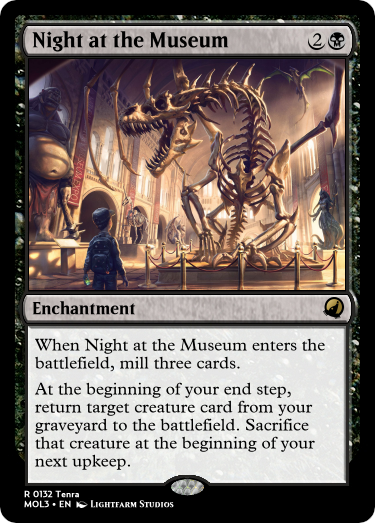 Night at the Museum 2
Enchantment
When Night at the Museum enters the
battlefield, mill three cards.
At the beginning of your end step,
return target creature card from your
graveyard to the battlefield. Sacrifice
that creature at the beginning of your
next upkeep.
R 0132 Tenra
MOL3 • EN LIGHTFARM STUDIOS